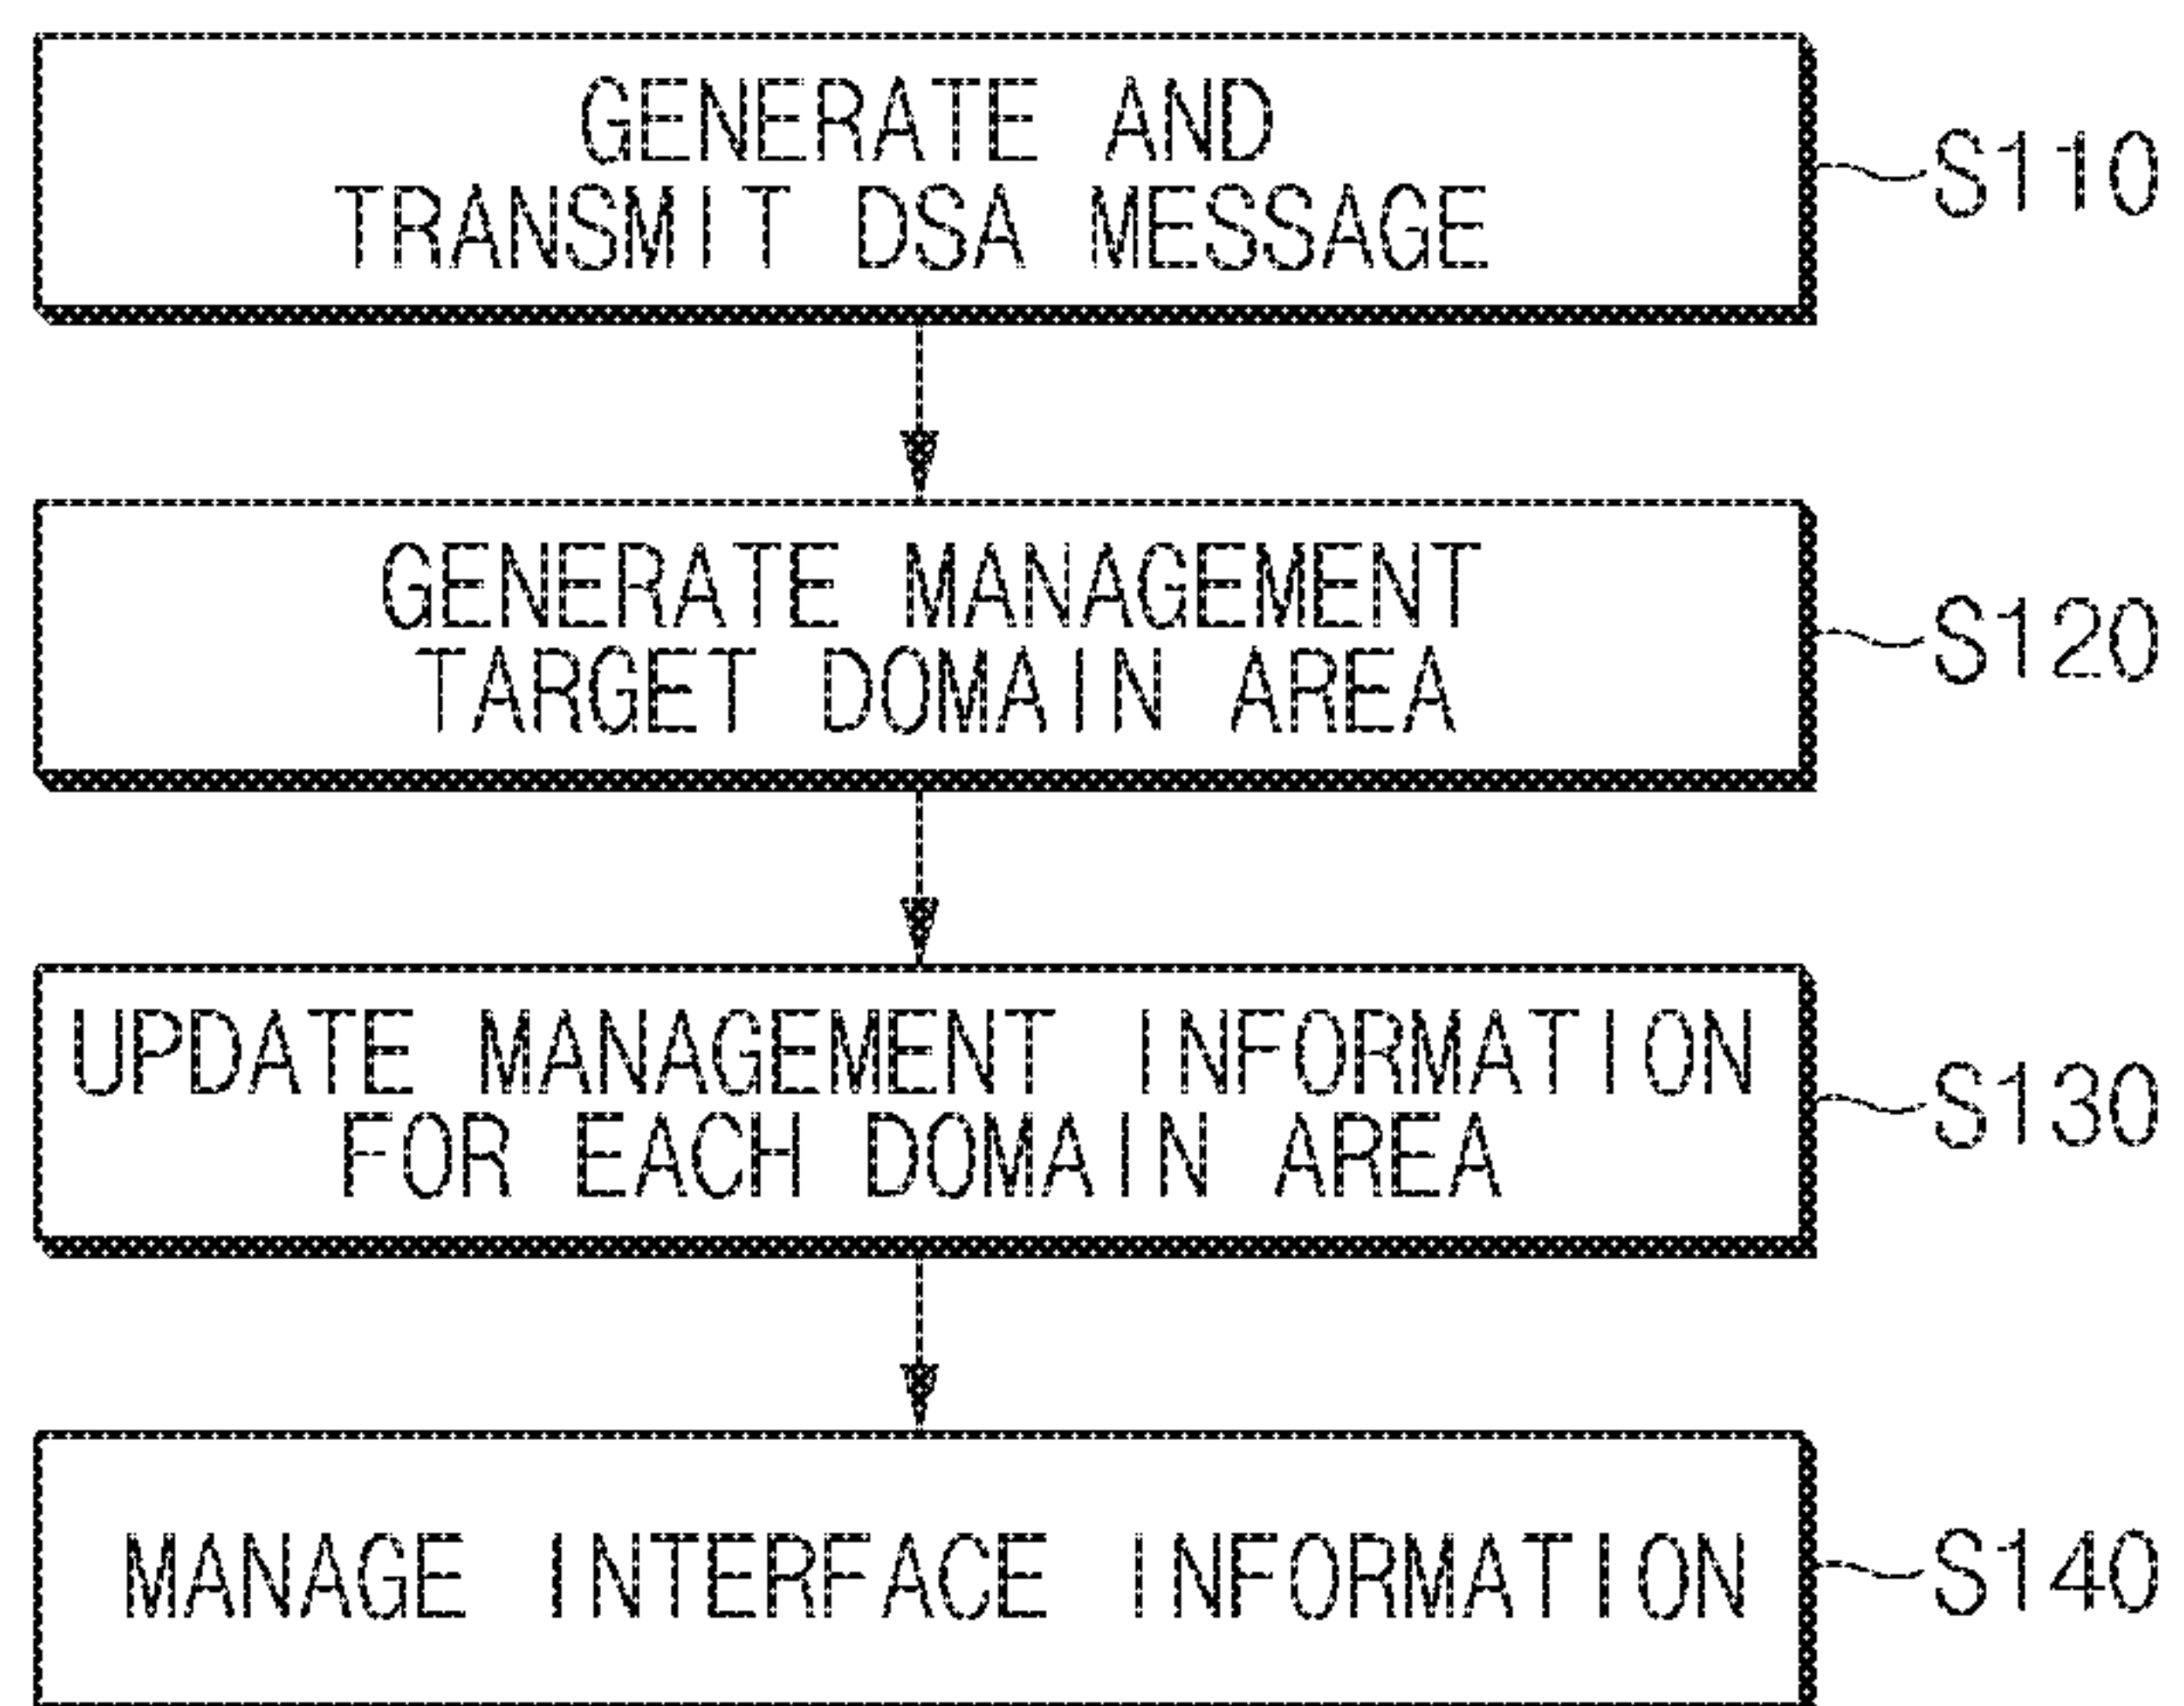 GENERATE AND
TRANSMIT DSA MESSAGE
S110
GENERATE MANAGEMENT
TARGET DOMAIN AREA
S120
UPDATE MANAGEMENT INFORMATION
FOR EACH DOMAIN AREA
S130
MANAGE INTERFACE INFORMATION
S140